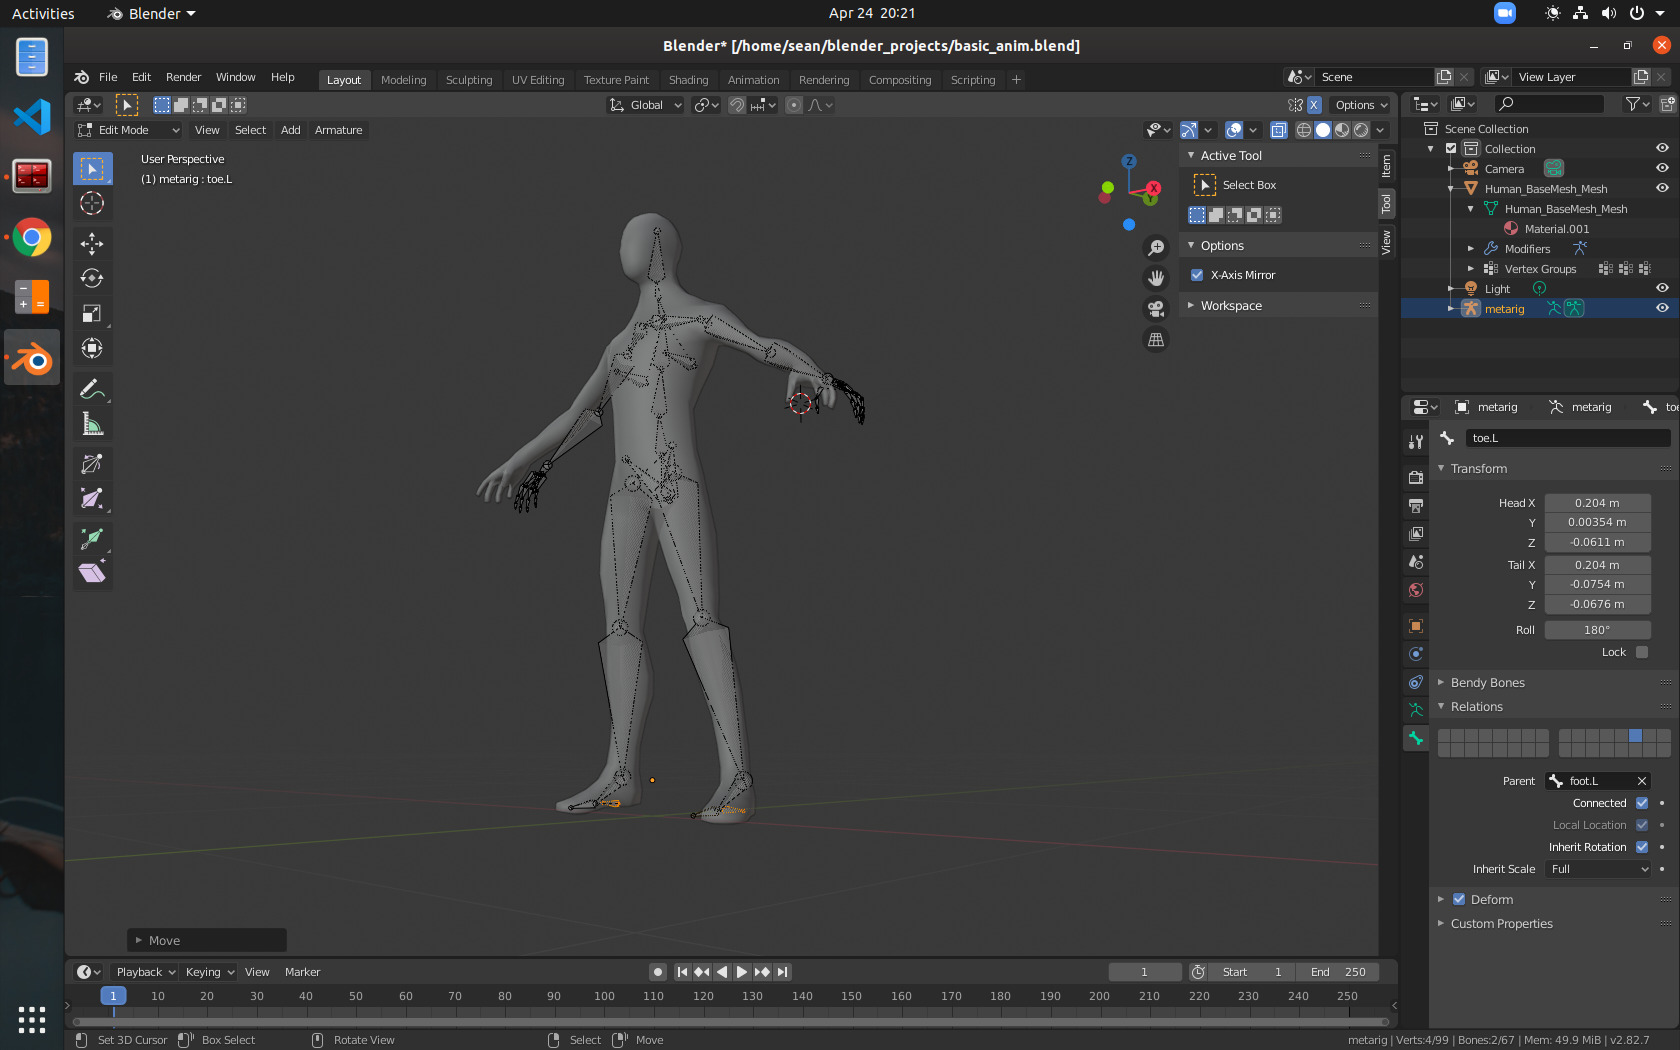 Activities
Blender
Apr 24 20:21
Blender* [/home/sean/blender_projects/basic_anim.blend]
File Edit Render Window Help
Layout Modeling Sculpting UV Editing Texture Paint Shading Animation Rendering Compositing Scripting +
Scene
View Layer
Global
X
Options
Edit Mode
View Select Add Armature
User Perspective
(1) metarig : toe.L
Z
X
Y
Active Tool
Select Box
Options
X-Axis Mirror
Workspace
Item
Tool
View
Scene Collection
Collection
Camera
Human_BaseMesh_Mesh
Human_BaseMesh_Mesh
Material.001
Modifiers
Vertex Groups
Light
metarig
metarig
metarig
toe.L
Transform
Head X 0.204 m
Y 0.00354 m
Z -0.0611 m
Tail X 0.204 m
Y -0.0754 m
Z -0.0676 m
Roll 180°
Lock
Bendy Bones
Relations
Parent foot.L
Connected
Local Location
Inherit Rotation
Inherit Scale Full
Deform
Custom Properties
Move
Playback Keying View Marker
1
Start 1
End 250
1 10 20 30 40 50 60 70 80 90 100 110 120 130 140 150 160 170 180 190 200 210 220 230 240 250
Set 3D Cursor
Box Select
Rotate View
Select
Move
metarig | Verts:4/99 | Bones:2/67 | Mem: 49.9 MiB | v2.82.7